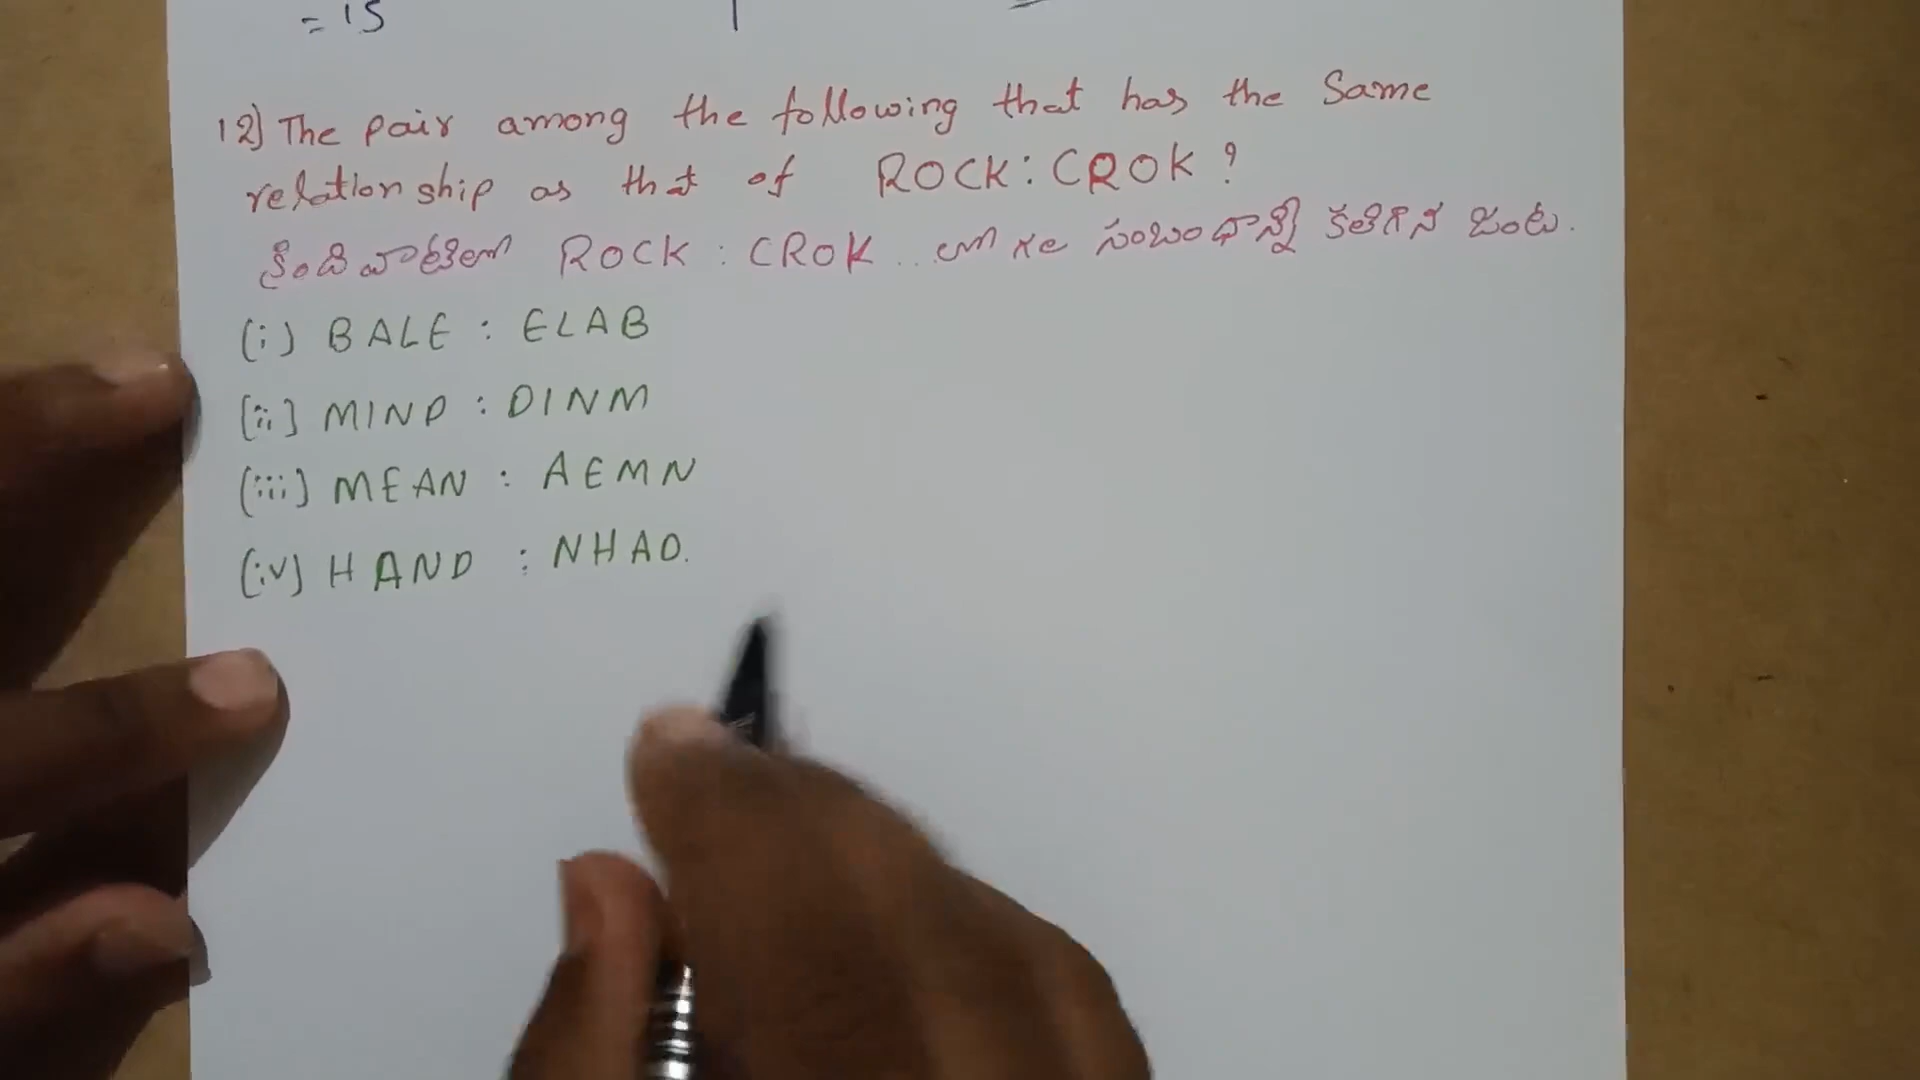 = 15
12) The pair among the following that has the Same
relationship as that of ROCK : CROK ?
క్రింది వాటిలో ROCK : CROK .. లాగ సంబంధాన్ని కలిగిన జంట.
(i) BALE : ELAB
(ii) MIND : DINM
(iii) MEAN : AEMN
(iv) HAND : NHAD.